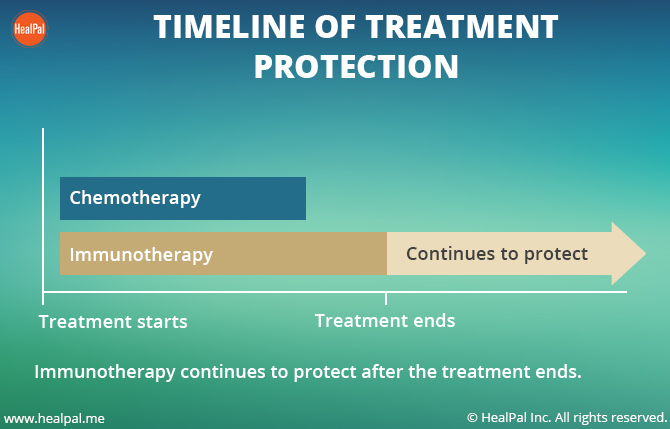 HealPal
TIMELINE OF TREATMENT
PROTECTION
Chemotherapy
Immunotherapy
Continues to protect
Treatment starts
Treatment ends
Immunotherapy continues to protect after the treatment ends.
www.healpal.me
© HealPal Inc. All rights reserved.